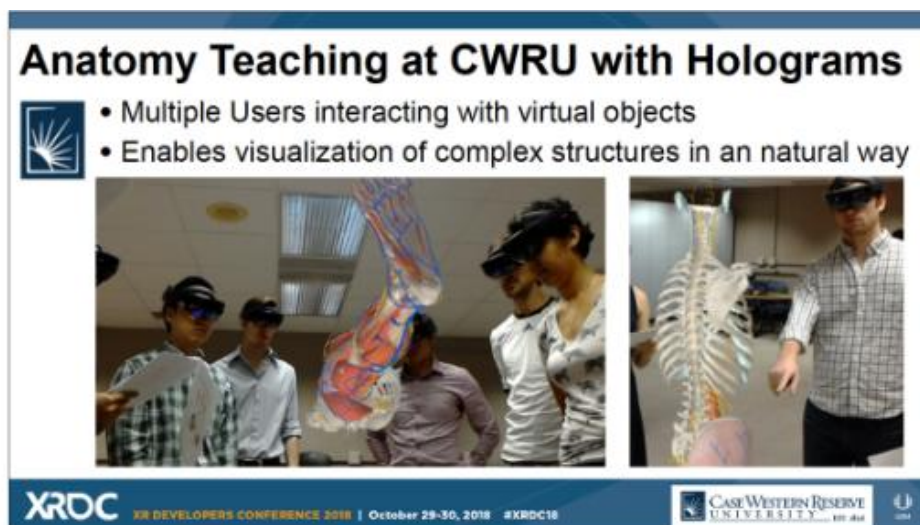 Anatomy Teaching at CWRU with Holograms
• Multiple Users interacting with virtual objects
• Enables visualization of complex structures in an natural way
XRDC XR DEVELOPERS CONFERENCE 2018 | October 29-30, 2018 #XRDC18
CASE WESTERN RESERVE
UNIVERSITY